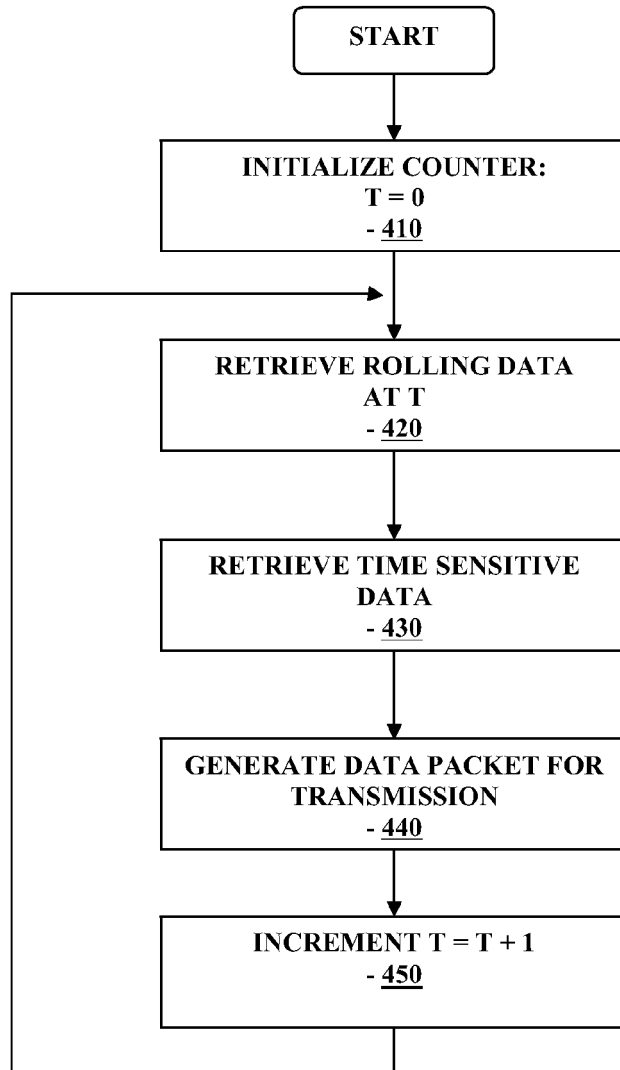 START
INITIALIZE COUNTER:
T = 0
- 410
RETRIEVE ROLLING DATA
AT T
- 420
RETRIEVE TIME SENSITIVE
DATA
- 430
GENERATE DATA PACKET FOR
TRANSMISSION
- 440
INCREMENT T = T + 1
- 450